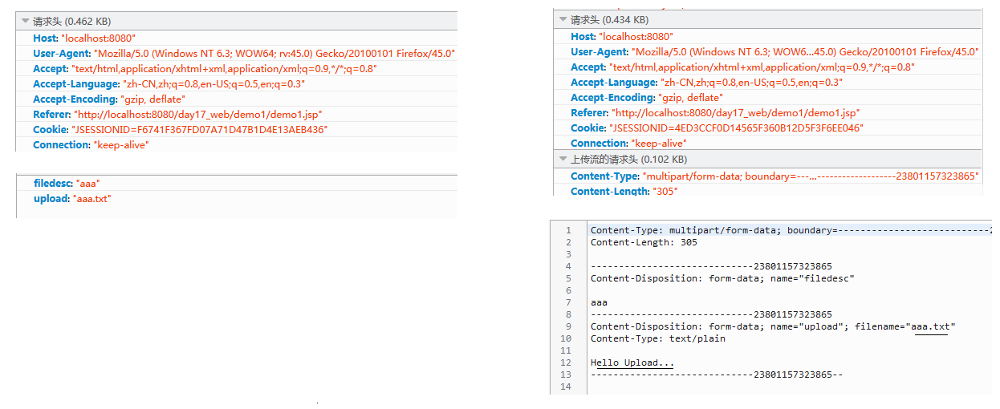 请求头 (0.462 KB)
Host: "localhost:8080"
User-Agent: "Mozilla/5.0 (Windows NT 6.3; WOW64; rv:45.0) Gecko/20100101 Firefox/45.0"
Accept: "text/html,application/xhtml+xml,application/xml;q=0.9,*/*;q=0.8"
Accept-Language: "zh-CN,zh;q=0.8,en-US;q=0.5,en;q=0.3"
Accept-Encoding: "gzip, deflate"
Referer: "http://localhost:8080/day17_web/demo1/demo1.jsp"
Cookie: "JSESSIONID=F6741F367FD07A71D47B1D4E13AEB436"
Connection: "keep-alive"
filedesc: "aaa"
upload: "aaa.txt"
请求头 (0.434 KB)
Host: "localhost:8080"
User-Agent: "Mozilla/5.0 (Windows NT 6.3; WOW6...45.0) Gecko/20100101 Firefox/45.0"
Accept: "text/html,application/xhtml+xml,application/xml;q=0.9,*/*;q=0.8"
Accept-Language: "zh-CN,zh;q=0.8,en-US;q=0.5,en;q=0.3"
Accept-Encoding: "gzip, deflate"
Referer: "http://localhost:8080/day17_web/demo1/demo1.jsp"
Cookie: "JSESSIONID=4ED3CCF0D14565F360B12D5F3F6EE046"
Connection: "keep-alive"
上传流的请求头 (0.102 KB)
Content-Type: "multipart/form-data; boundary=---...-------------------23801157323865"
Content-Length: "305"
1 Content-Type: multipart/form-data; boundary=---------------------------2
2 Content-Length: 305
3
4 -----------------------------23801157323865
5 Content-Disposition: form-data; name="filedesc"
6
7 aaa
8 -----------------------------23801157323865
9 Content-Disposition: form-data; name="upload"; filename="aaa.txt"
10 Content-Type: text/plain
11
12 Hello Upload...
13 -----------------------------23801157323865--
14